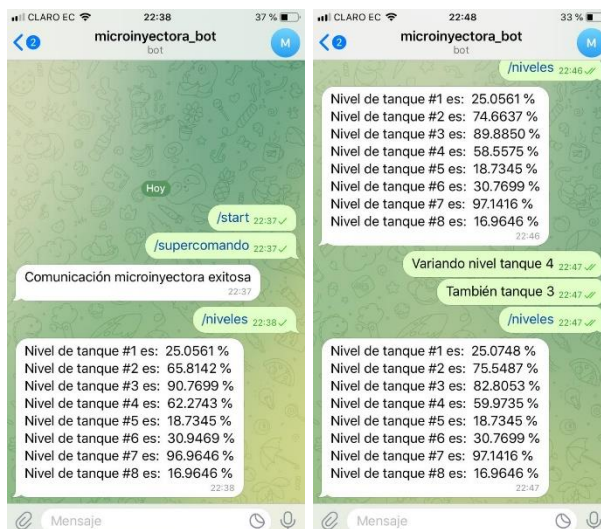 CLARO EC 22:38 37 %
2 microinyectora_bot M
bot
Hoy
/start 22:37
/supercomando 22:37
Comunicación microinyectora exitosa
22:37
/niveles 22:38
Nivel de tanque #1 es: 25.0561 %
Nivel de tanque #2 es: 65.8142 %
Nivel de tanque #3 es: 90.7699 %
Nivel de tanque #4 es: 62.2743 %
Nivel de tanque #5 es: 18.7345 %
Nivel de tanque #6 es: 30.9469 %
Nivel de tanque #7 es: 96.9646 %
Nivel de tanque #8 es: 16.9646 %
22:38
Mensaje
CLARO EC 22:48 33 %
2 microinyectora_bot M
bot
/niveles 22:46
Nivel de tanque #1 es: 25.0561 %
Nivel de tanque #2 es: 74.6637 %
Nivel de tanque #3 es: 89.8850 %
Nivel de tanque #4 es: 58.5575 %
Nivel de tanque #5 es: 18.7345 %
Nivel de tanque #6 es: 30.7699 %
Nivel de tanque #7 es: 97.1416 %
Nivel de tanque #8 es: 16.9646 %
22:46
Variando nivel tanque 4 22:47
También tanque 3 22:47
/niveles 22:47
Nivel de tanque #1 es: 25.0748 %
Nivel de tanque #2 es: 75.5487 %
Nivel de tanque #3 es: 82.8053 %
Nivel de tanque #4 es: 59.9735 %
Nivel de tanque #5 es: 18.7345 %
Nivel de tanque #6 es: 30.7699 %
Nivel de tanque #7 es: 97.1416 %
Nivel de tanque #8 es: 16.9646 %
22:47
Mensaje